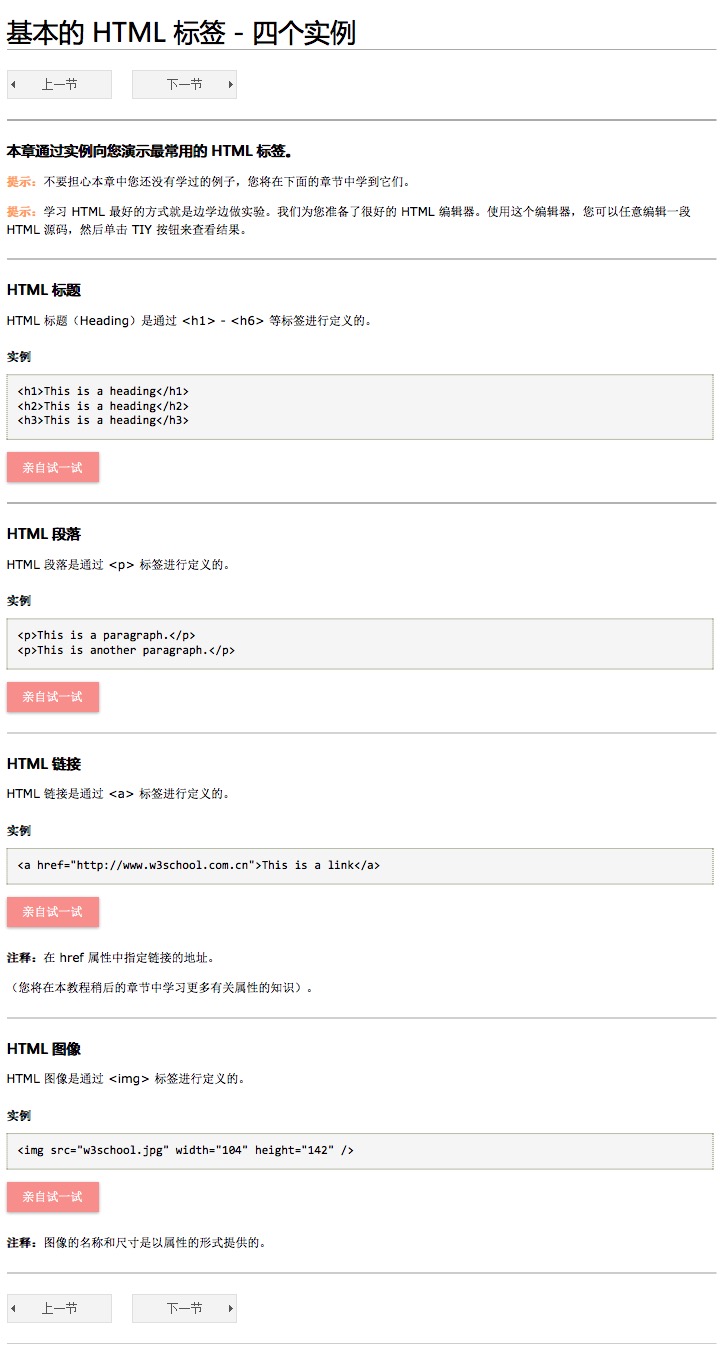 基本的 HTML 标签 - 四个实例
上一节
下一节
本章通过实例向您演示最常用的 HTML 标签。
提示：不要担心本章中您还没有学过的例子，您将在下面的章节中学到它们。
提示：学习 HTML 最好的方式就是边学边做实验。我们为您准备了很好的 HTML 编辑器。使用这个编辑器，您可以任意编辑一段
HTML 源码，然后单击 TIY 按钮来查看结果。
HTML 标题
HTML 标题（Heading）是通过 <h1> - <h6> 等标签进行定义的。
实例
<h1>This is a heading</h1>
<h2>This is a heading</h2>
<h3>This is a heading</h3>
亲自试一试
HTML 段落
HTML 段落是通过 <p> 标签进行定义的。
实例
<p>This is a paragraph.</p>
<p>This is another paragraph.</p>
亲自试一试
HTML 链接
HTML 链接是通过 <a> 标签进行定义的。
实例
<a href="http://www.w3school.com.cn">This is a link</a>
亲自试一试
注释：在 href 属性中指定链接的地址。
（您将在本教程稍后的章节中学习更多有关属性的知识）。
HTML 图像
HTML 图像是通过 <img> 标签进行定义的。
实例
<img src="w3school.jpg" width="104" height="142" />
亲自试一试
注释：图像的名称和尺寸是以属性的形式提供的。
上一节
下一节